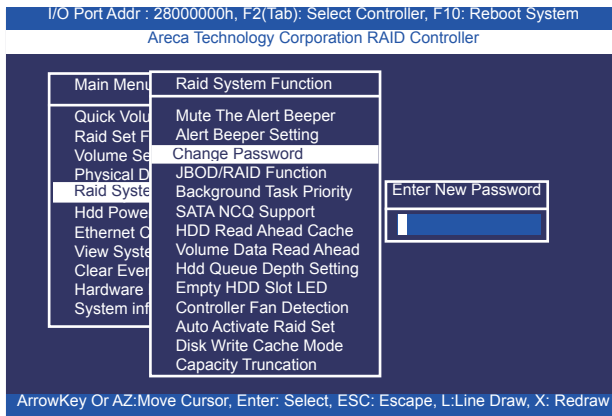 I/O Port Addr : 28000000h, F2(Tab): Select Controller, F10: Reboot System
Areca Technology Corporation RAID Controller
Main Menu
Quick Volu
Raid Set F
Volume Se
Physical D
Raid Syste
Hdd Powe
Ethernet C
View Syste
Clear Ever
Hardware
System inf
Raid System Function
Mute The Alert Beeper
Alert Beeper Setting
Change Password
JBOD/RAID Function
Background Task Priority
SATA NCQ Support
HDD Read Ahead Cache
Volume Data Read Ahead
Hdd Queue Depth Setting
Empty HDD Slot LED
Controller Fan Detection
Auto Activate Raid Set
Disk Write Cache Mode
Capacity Truncation
Enter New Password
ArrowKey Or AZ:Move Cursor, Enter: Select, ESC: Escape, L:Line Draw, X: Redraw